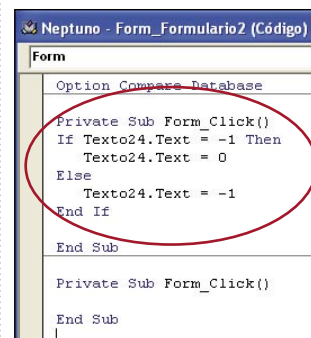 Neptuno - Form_Formulario2 (Código)
Form
Option Compare Database
Private Sub Form_Click()
If Texto24.Text = -1 Then
Texto24.Text = 0
Else
Texto24.Text = -1
End If
End Sub
Private Sub Form_Click()
End Sub